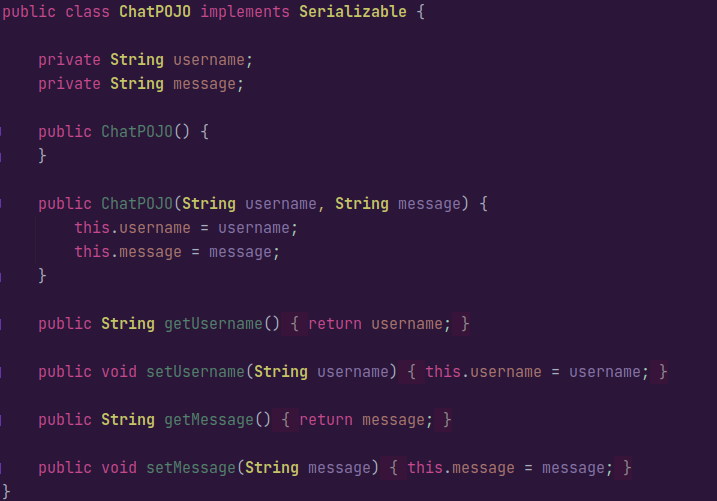 public class ChatPOJO implements Serializable {
private String username;
private String message;
public ChatPOJO() {
}
public ChatPOJO(String username, String message) {
this.username = username;
this.message = message;
}
public String getUsername() { return username; }
public void setUsername(String username) { this.username = username; }
public String getMessage() { return message; }
public void setMessage(String message) { this.message = message; }
}